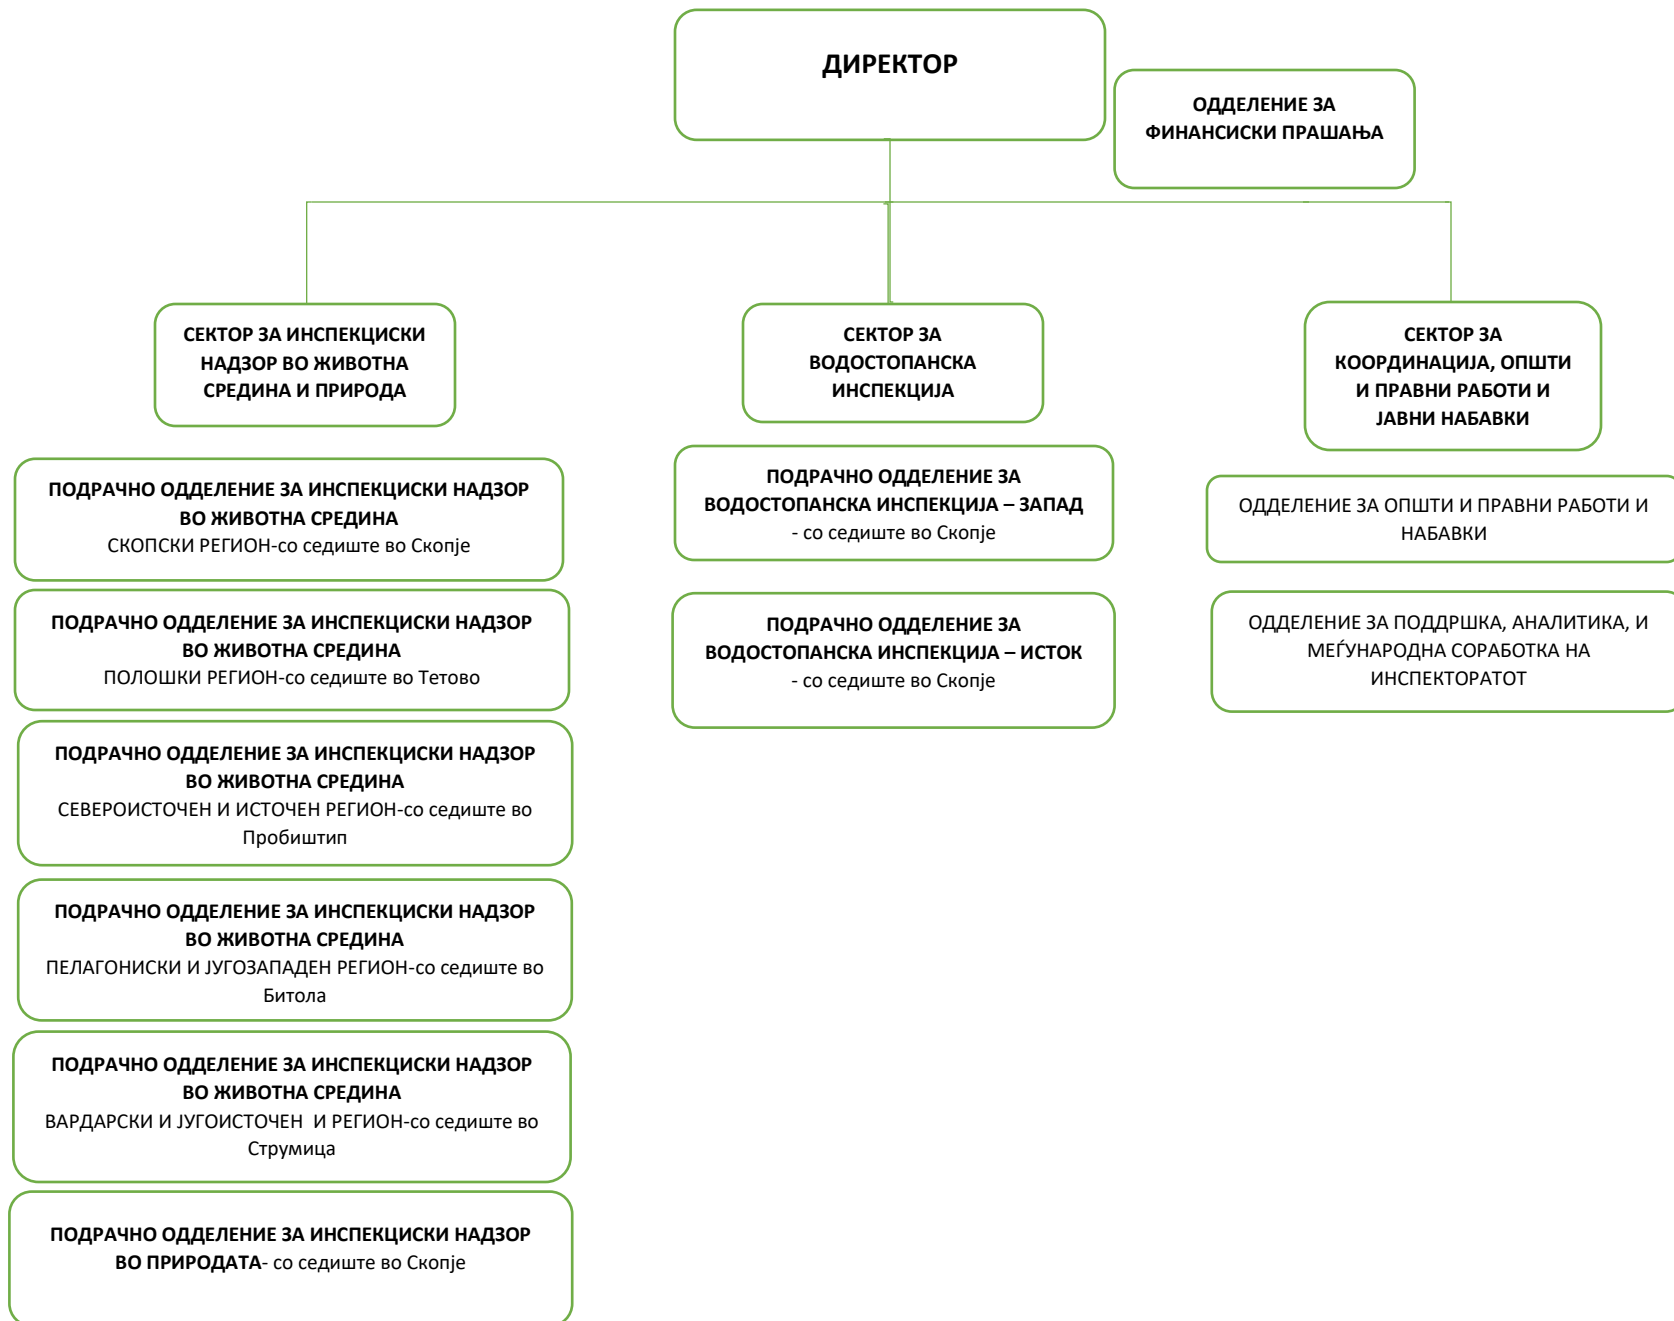 ДИРЕКТОР
ОДДЕЛЕНИЕ ЗА
ФИНАНСИСКИ ПРАШАЊА
СЕКТОР ЗА ИНСПЕКЦИСКИ
НАДЗОР ВО ЖИВОТНА
СРЕДИНА И ПРИРОДА
ПОДРАЧНО ОДДЕЛЕНИЕ ЗА ИНСПЕКЦИСКИ НАДЗОР
ВО ЖИВОТНА СРЕДИНА
СКОПСКИ РЕГИОН-со седиште во Скопје
ПОДРАЧНО ОДДЕЛЕНИЕ ЗА ИНСПЕКЦИСКИ НАДЗОР
ВО ЖИВОТНА СРЕДИНА
ПОЛОШКИ РЕГИОН-со седиште во Тетово
ПОДРАЧНО ОДДЕЛЕНИЕ ЗА ИНСПЕКЦИСКИ НАДЗОР
ВО ЖИВОТНА СРЕДИНА
СЕВЕРОИСТОЧЕН И ИСТОЧЕН РЕГИОН-со седиште во
Пробиштип
ПОДРАЧНО ОДДЕЛЕНИЕ ЗА ИНСПЕКЦИСКИ НАДЗОР
ВО ЖИВОТНА СРЕДИНА
ПЕЛАГОНИСКИ И ЈУГОЗАПАДЕН РЕГИОН-со седиште во
Битола
ПОДРАЧНО ОДДЕЛЕНИЕ ЗА ИНСПЕКЦИСКИ НАДЗОР
ВО ЖИВОТНА СРЕДИНА
ВАРДАРСКИ И ЈУГОИСТОЧЕН  И РЕГИОН-со седиште во
Струмица
ПОДРАЧНО ОДДЕЛЕНИЕ ЗА ИНСПЕКЦИСКИ НАДЗОР
ВО ПРИРОДАТА- со седиште во Скопје
СЕКТОР ЗА
ВОДОСТОПАНСКА
ИНСПЕКЦИЈА
ПОДРАЧНО ОДДЕЛЕНИЕ ЗА
ВОДОСТОПАНСКА ИНСПЕКЦИЈА – ЗАПАД
- со седиште во Скопје
ПОДРАЧНО ОДДЕЛЕНИЕ ЗА
ВОДОСТОПАНСКА ИНСПЕКЦИЈА – ИСТОК
- со седиште во Скопје
СЕКТОР ЗА
КООРДИНАЦИЈА, ОПШТИ
И ПРАВНИ РАБОТИ И
ЈАВНИ НАБАВКИ
ОДДЕЛЕНИЕ ЗА ОПШТИ И ПРАВНИ РАБОТИ И
НАБАВКИ
ОДДЕЛЕНИЕ ЗА ПОДДРШКА, АНАЛИТИКА, И
МЕЃУНАРОДНА СОРАБОТКА НА
ИНСПЕКТОРАТОТ